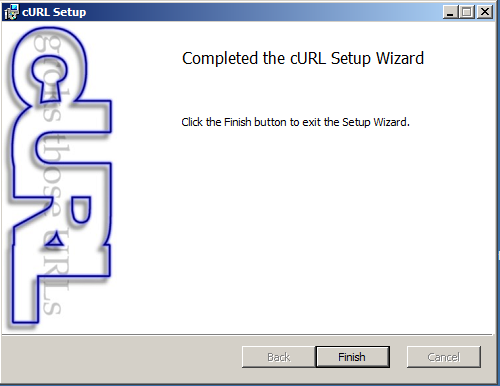 cURL Setup
cURL
groks those URLs
Completed the cURL Setup Wizard
Click the Finish button to exit the Setup Wizard.
Back
Finish
Cancel